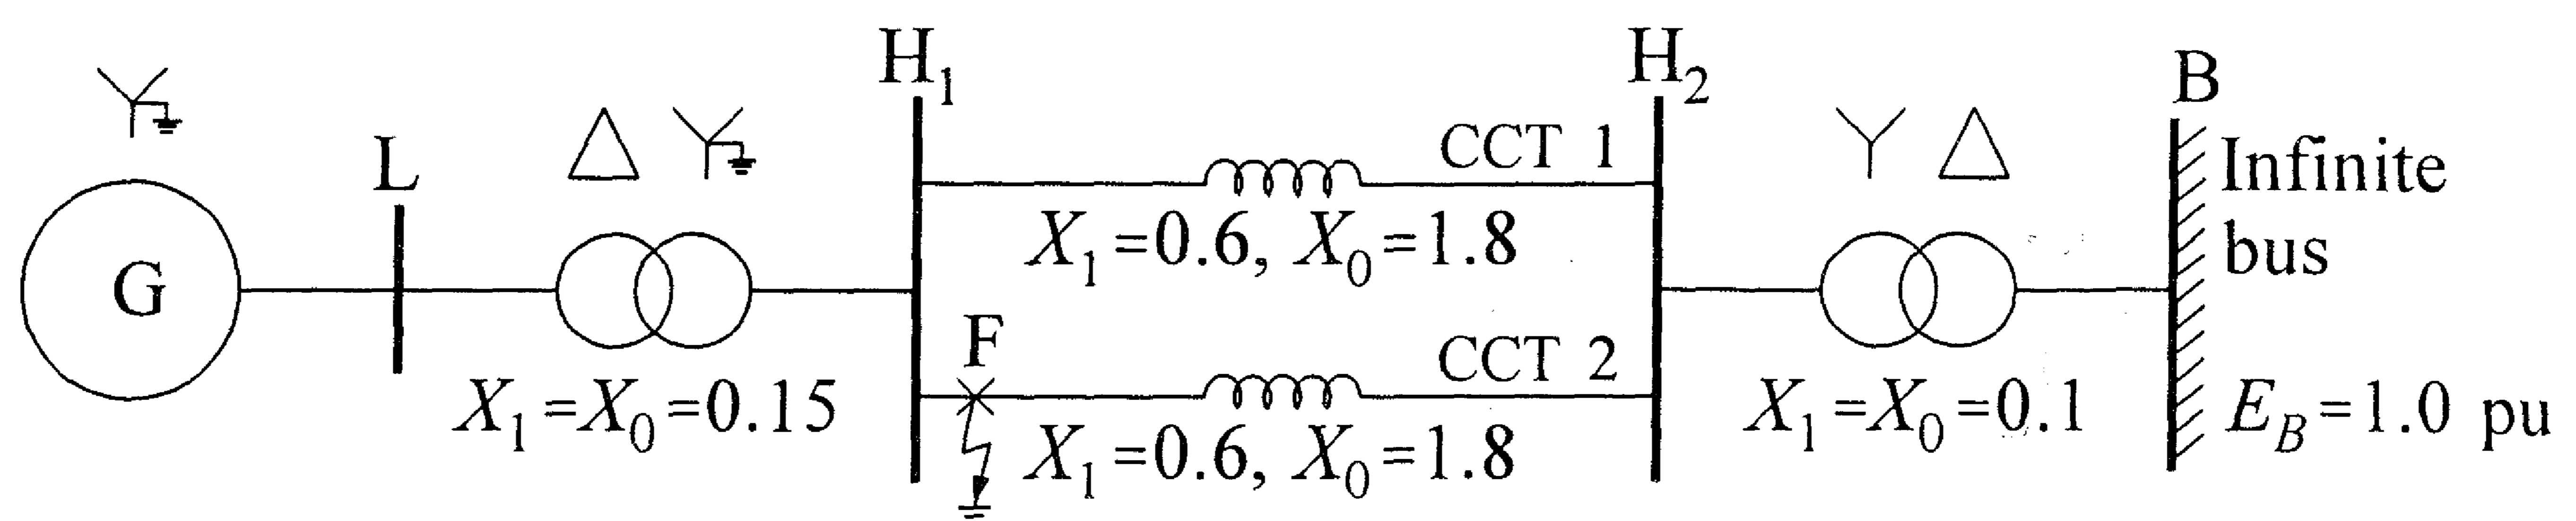 H₁
H₂
B
L
CCT 1
X₁=0.6, X₀=1.8
Infinite
bus
G
F
CCT 2
X₁=X₀=0.15
X₁=0.6, X₀=1.8
X₁=X₀=0.1
E_B=1.0 pu